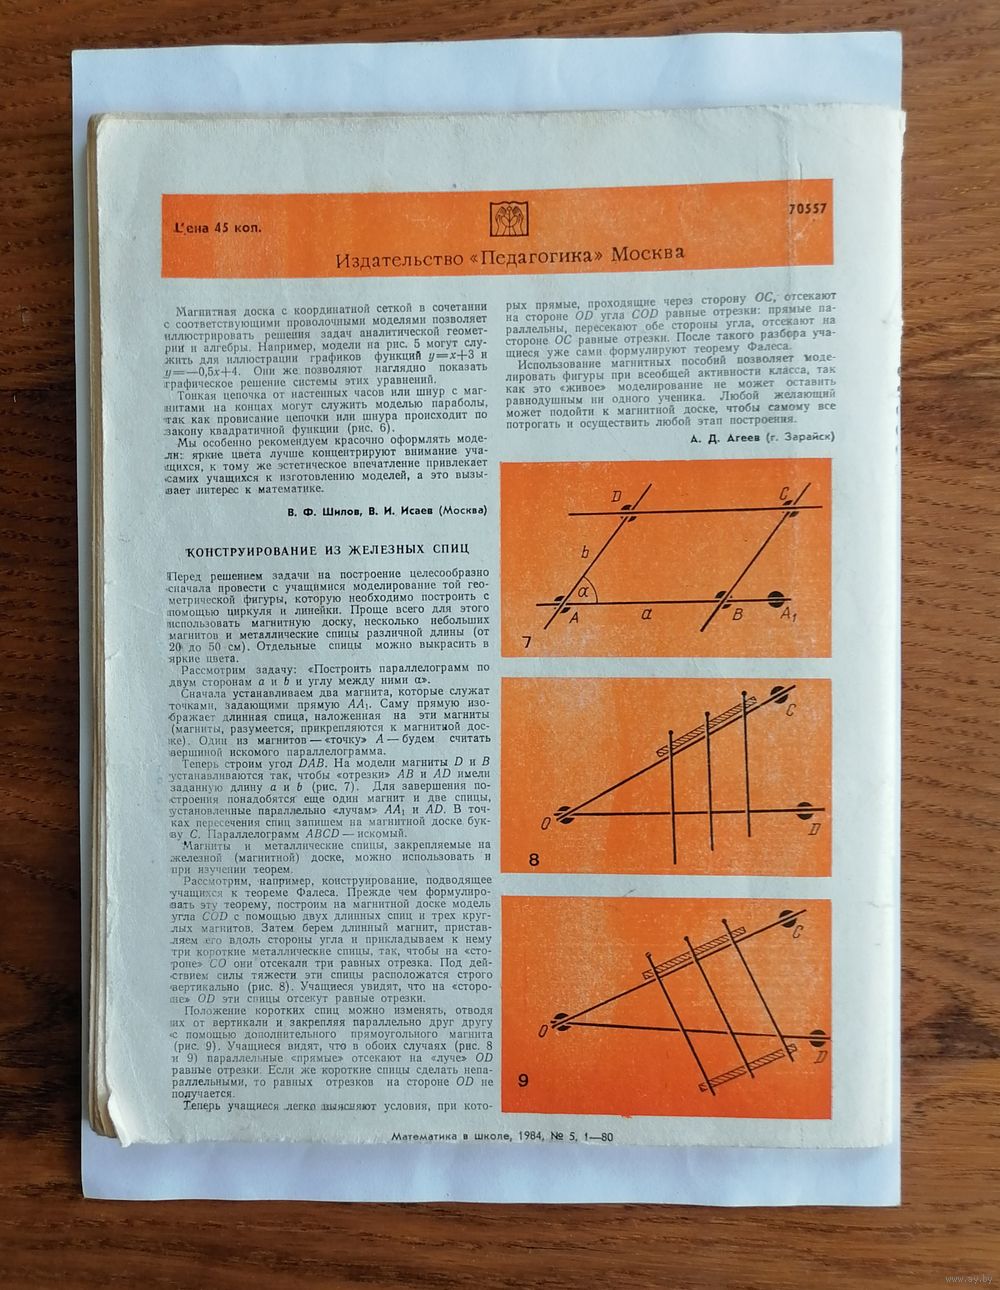 Цена 45 коп.
70557
Издательство «Педагогика» Москва
Магнитная доска с координатной сеткой в сочетании
с соответствующими проволочными моделями позволяет
иллюстрировать решения задач аналитической геомет-
рии и алгебры. Например, модели на рис. 5 могут слу-
жить для иллюстрации графиков функций y=x+3 и
y=—0,5x+4. Они же позволяют наглядно показать
графическое решение системы этих уравнений.
Тонкая цепочка от настенных часов или шнур с маг-
нитами на концах могут служить моделью параболы,
так как провисание цепочки или шнура происходит по
закону квадратичной функции (рис. 6).
Мы особенно рекомендуем красочно оформлять моде-
ли: яркие цвета лучше концентрируют внимание уча-
щихся, к тому же эстетическое впечатление привлекает
самих учащихся к изготовлению моделей, а это вызы-
вает интерес к математике.
В. Ф. Шилов, В. И. Исаев (Москва)
КОНСТРУИРОВАНИЕ ИЗ ЖЕЛЕЗНЫХ СПИЦ
Перед решением задачи на построение целесообразно
сначала провести с учащимися моделирование той гео-
метрической фигуры, которую необходимо построить с
помощью циркуля и линейки. Проще всего для этого
использовать магнитную доску, несколько небольших
магнитов и металлические спицы различной длины (от
20 до 50 см). Отдельные спицы можно выкрасить в
яркие цвета.
Рассмотрим задачу: «Построить параллелограмм по
двум сторонам a и b и углу между ними α».
Сначала устанавливаем два магнита, которые служат
точками, задающими прямую AA₁. Саму прямую изо-
бражает длинная спица, наложенная на эти магниты
(магниты, разумеется, прикрепляются к магнитной дос-
ке). Один из магнитов — «точку» A — будем считать
вершиной искомого параллелограмма.
Теперь строим угол DAB. На модели магниты D и B
устанавливаются так, чтобы «отрезки» AB и AD имели
заданную длину a и b (рис. 7). Для завершения по-
строения понадобятся еще один магнит и две спицы,
установленные параллельно «лучам» AA₁ и AD. В точ-
ках пересечения спиц запишем на магнитной доске бук-
ву C. Параллелограмм ABCD — искомый.
Магниты и металлические спицы, закрепляемые на
железной (магнитной) доске, можно использовать и
при изучении теорем.
Рассмотрим, например, конструирование, подводящее
учащихся к теореме Фалеса. Прежде чем формулиро-
вать эту теорему, построим на магнитной доске модель
угла COD с помощью двух длинных спиц и трех круг-
лых магнитов. Затем берем длинный магнит, пристав-
ляем его вдоль стороны угла и прикладываем к нему
три короткие металлические спицы, так, чтобы на «сто-
роне» CO они отсекали три равных отрезка. Под дей-
ствием силы тяжести эти спицы расположатся строго
вертикально (рис. 8). Учащиеся увидят, что на «сторо-
не» OD эти спицы отсекут равные отрезки.
Положение коротких спиц можно изменять, отводя
их от вертикали и закрепляя параллельно друг другу
с помощью дополнительного прямоугольного магнита
(рис. 9). Учащиеся видят, что в обоих случаях (рис. 8
и 9) параллельные «прямые» отсекают на «луче» OD
равные отрезки. Если же короткие спицы сделать непа-
раллельными, то равных отрезков на стороне OD не
получается.
Теперь учащиеся легко выясняют условия, при кото-
рых прямые, проходящие через сторону OC, отсекают
на стороне OD угла COD равные отрезки: прямые па-
раллельны, пересекают обе стороны угла, отсекают на
стороне OC равные отрезки. После такого разбора уча-
щиеся уже сами формулируют теорему Фалеса.
Использование магнитных пособий позволяет моде-
лировать фигуры при всеобщей активности класса, так
как это «живое» моделирование не может оставить
равнодушным ни одного ученика. Любой желающий
может подойти к магнитной доске, чтобы самому все
потрогать и осуществить любой этап построения.
А. Д. Агеев (г. Зарайск)
D C
b
α
A a B A₁
7
C
O D
8
C
O D
9
Математика в школе, 1984, № 5, 1—80
www.ay.by